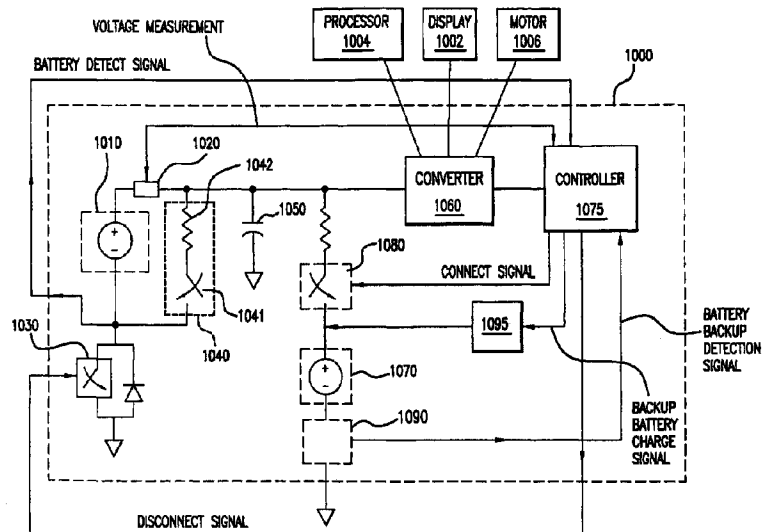 PROCESSOR
1004
DISPLAY
1002
MOTOR
1006
VOLTAGE MEASUREMENT
BATTERY DETECT SIGNAL
1000
1010
1020
1042
1050
CONVERTER
1060
CONTROLLER
1075
1080
CONNECT SIGNAL
1041
1040
1030
1095
BATTERY
BACKUP
DETECTION
SIGNAL
1070
1090
BACKUP
BATTERY
CHARGE
SIGNAL
DISCONNECT SIGNAL